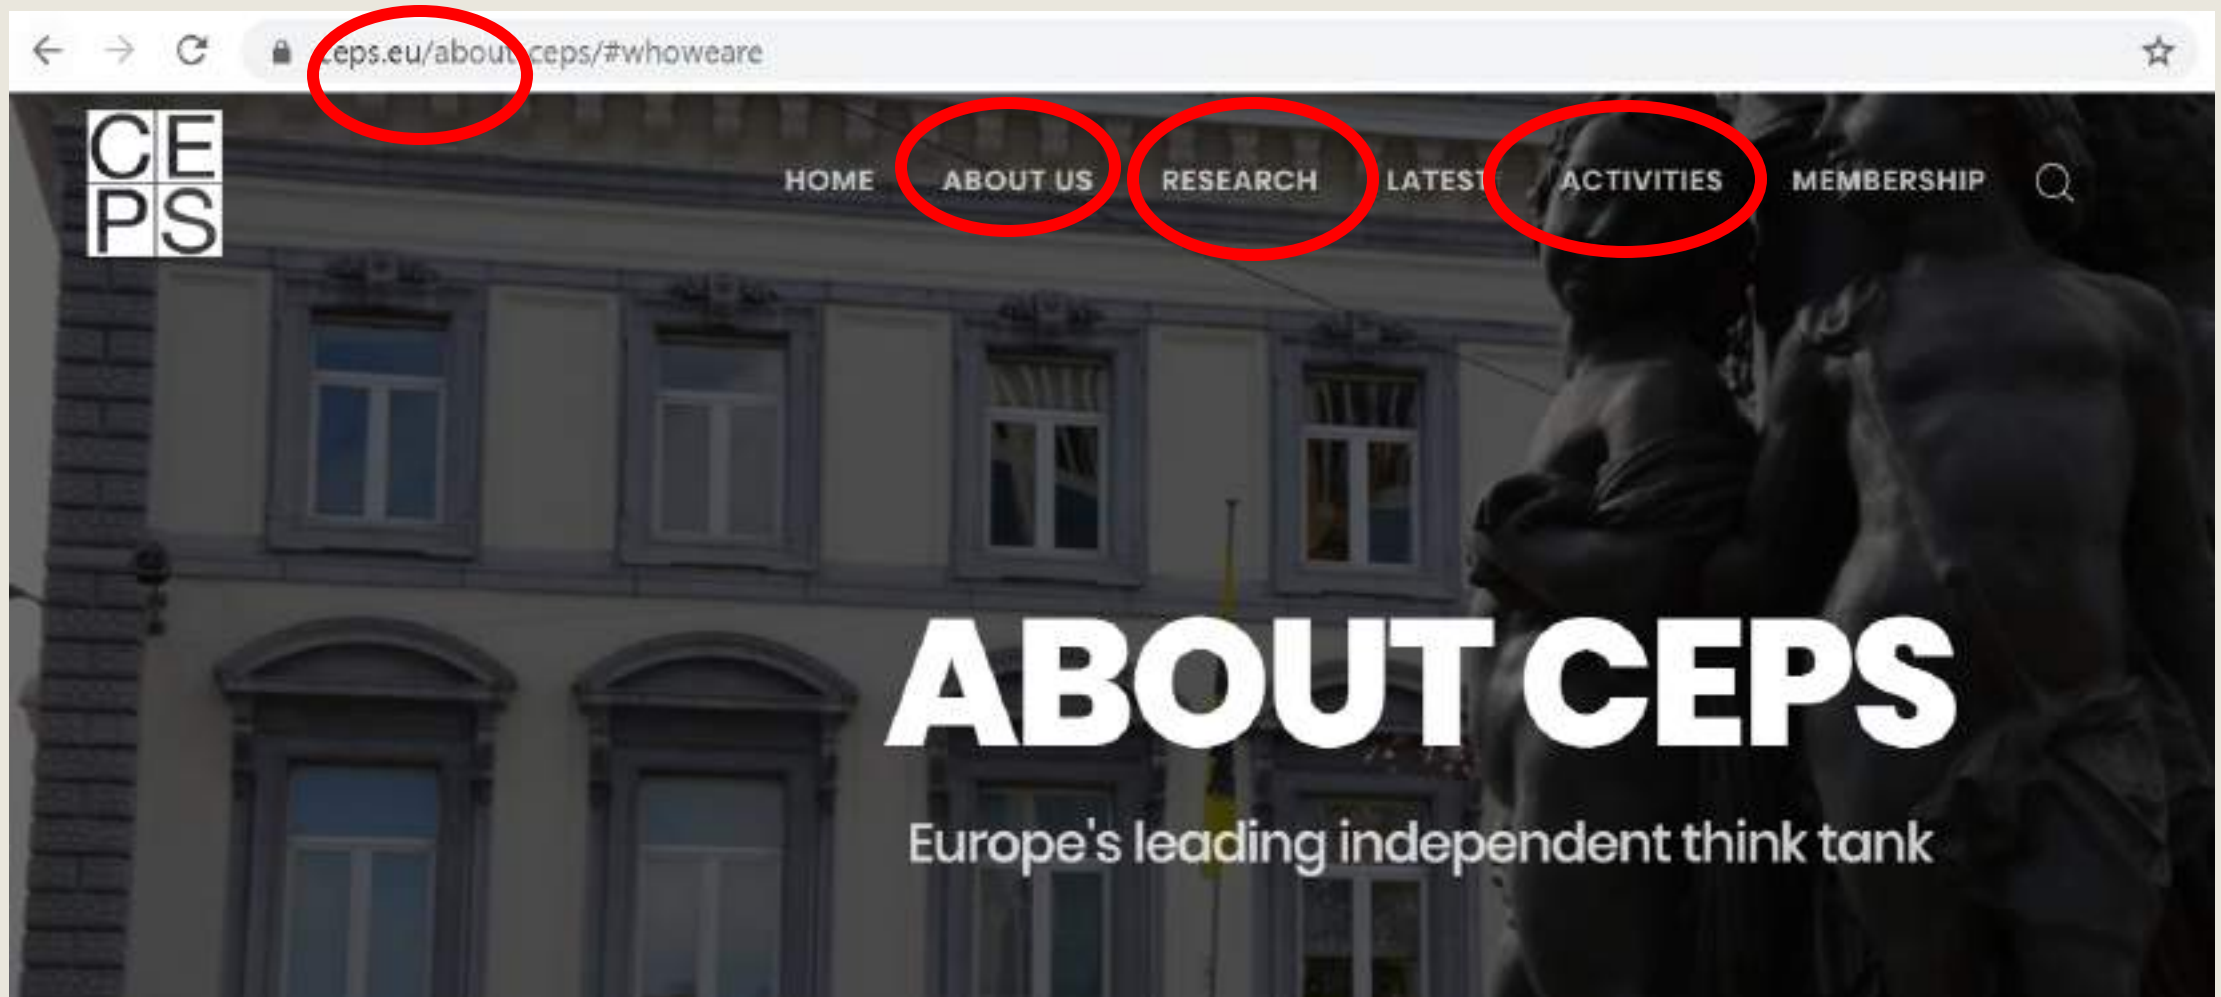 ceps.eu/about-ceps/#whoweare
CE
PS
HOME ABOUT US RESEARCH LATEST ACTIVITIES MEMBERSHIP
ABOUT CEPS
Europe's leading independent think tank